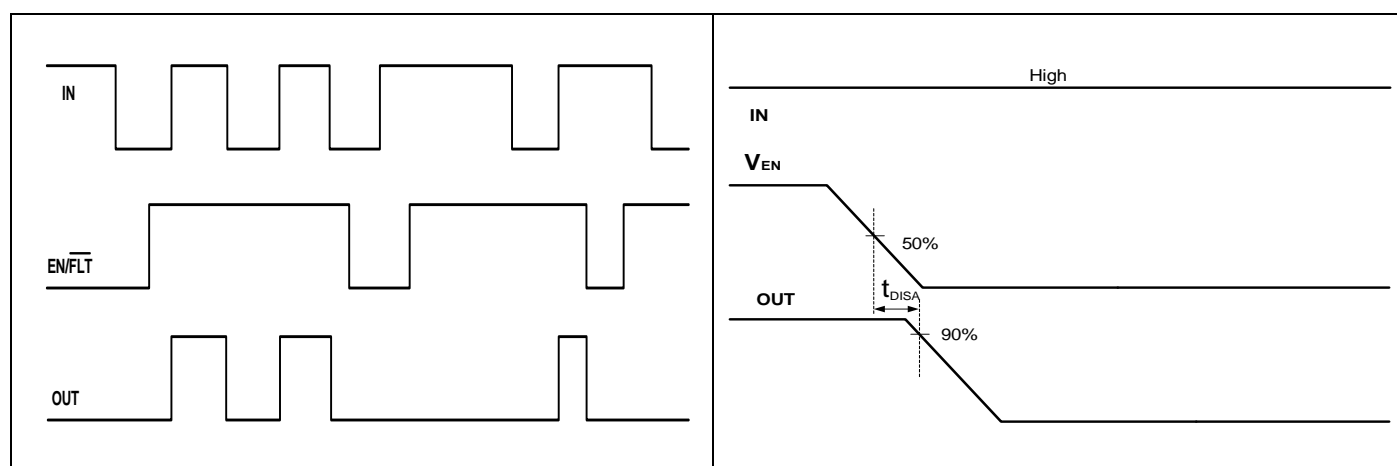 IN
EN/FLT
OUT
High
IN
VEN
50%
tDISA
OUT
90%